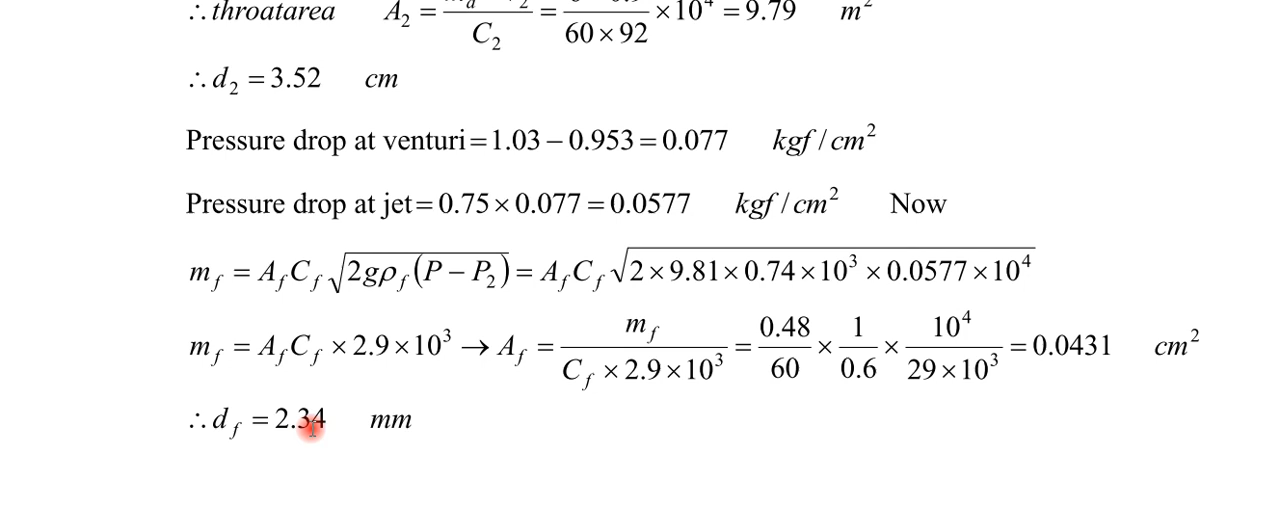 ∴ throatarea A₂ = —— / C₂ = —— / 60 × 92 × 10⁴ = 9.79 m²
∴ d₂ = 3.52 cm
Pressure drop at venturi = 1.03 − 0.953 = 0.077 kgf / cm²
Pressure drop at jet = 0.75 × 0.077 = 0.0577 kgf / cm² Now
m_f = A_f C_f √(2gρ_f (P − P₂)) = A_f C_f √(2 × 9.81 × 0.74 × 10³ × 0.0577 × 10⁴)
m_f = A_f C_f × 2.9 × 10³ → A_f = m_f / (C_f × 2.9 × 10³) = 0.48/60 × 1/0.6 × 10⁴/(29 × 10³) = 0.0431 cm²
∴ d_f = 2.34 mm